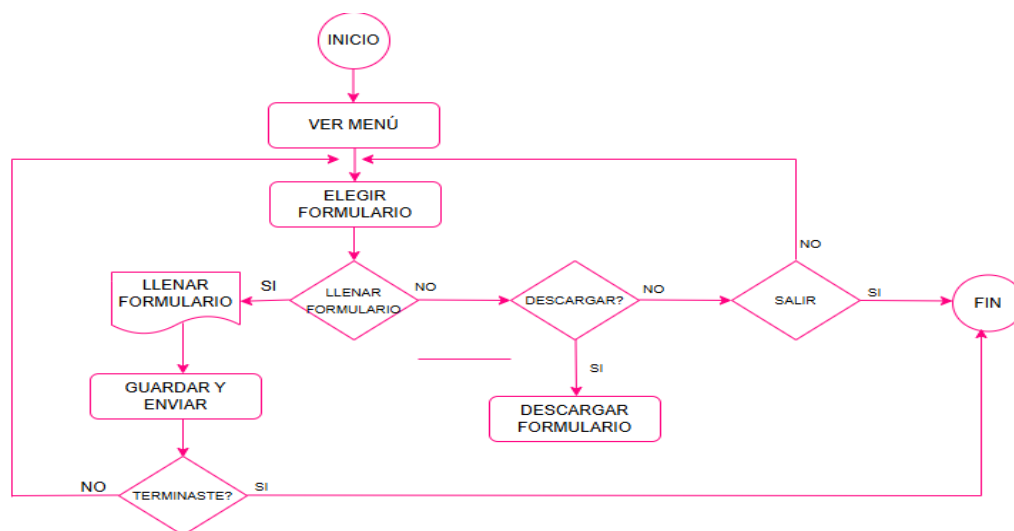 INICIO
VER MENÚ
ELEGIR
FORMULARIO
NO
LLENAR
FORMULARIO
SI
LLENAR
FORMULARIO
NO
DESCARGAR?
NO
SALIR
SI
FIN
SI
GUARDAR Y
ENVIAR
DESCARGAR
FORMULARIO
NO
TERMINASTE?
SI